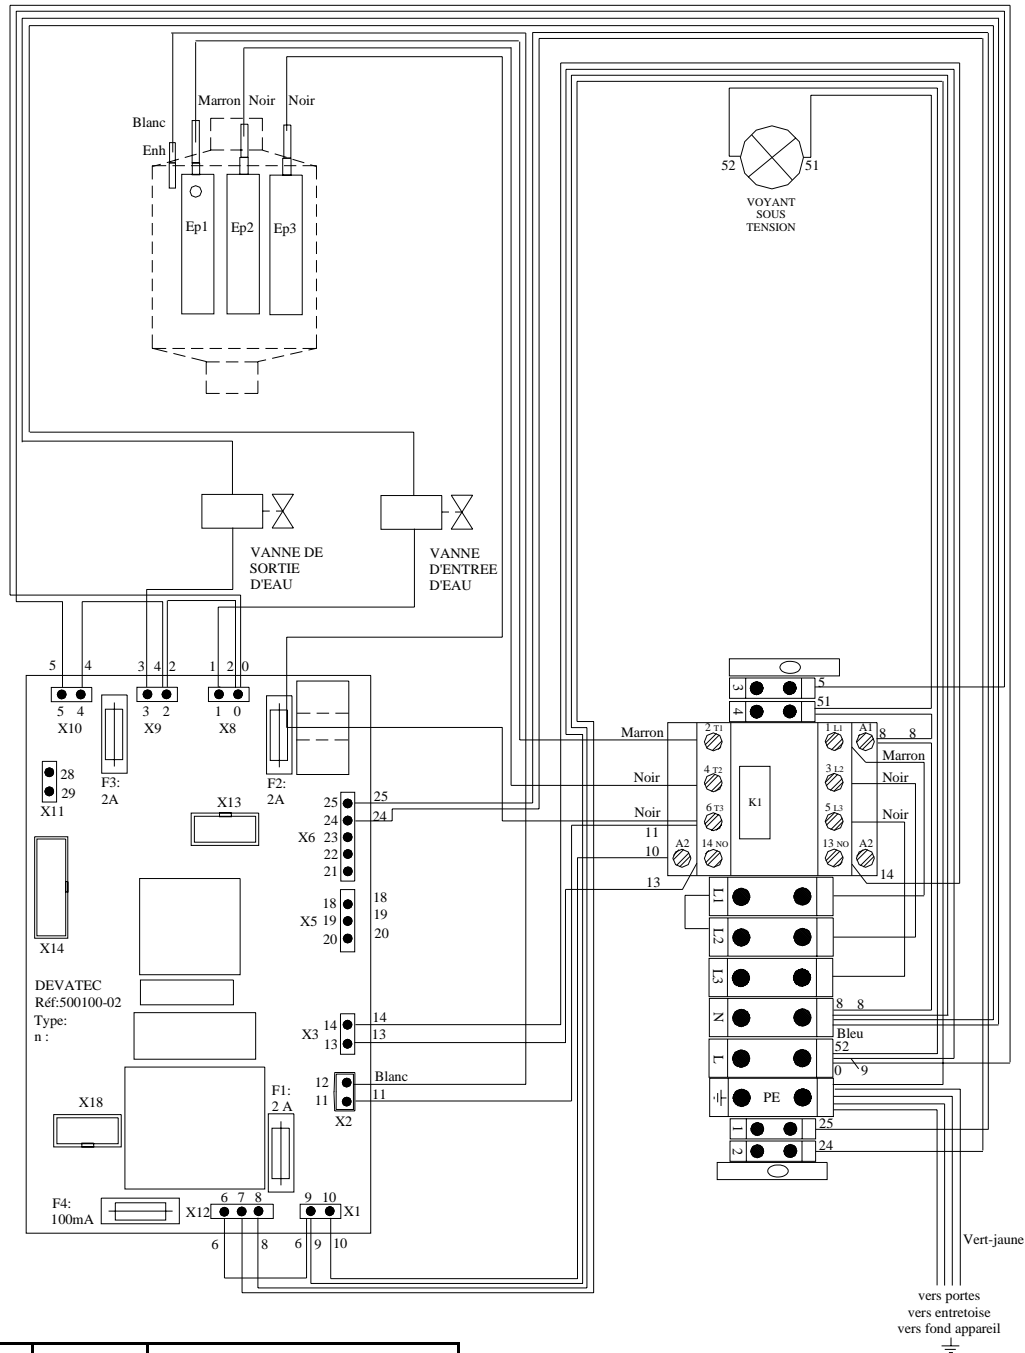 Marron Noir Noir
Blanc
Enh
Ep1 Ep2 Ep3
52 51
VOYANT
SOUS
TENSION
VANNE DE
SORTIE
D'EAU
VANNE
D'ENTREE
D'EAU
5 4 3 4 2 1 2 0
5 4 3 2 1 0
X10 X9 X8
F3:
2A
F2:
2A
28
29
X11
X13
X14
25 25
24 24
X6 23
22
21
18 18
X5 19 19
20 20
DEVATEC
Réf:500100-02
Type:
n :
14 14
X3
13 13
12 Blanc
11 11
X2
X18
F1:
2 A
F4:
100mA
6 7 8 9 10
X12 X1
6 8 6 9 10
3 5
4 51
Marron 2 T1 1 L1 A1 8 8
Marron
Noir 4 T2 3 L2 Noir
K1
Noir 6 T3 5 L3 Noir
11
10 A2 14 NO 13 NO A2
13 14
L1
L2
L3
N 8 8
Bleu
L 52
0 9
PE
1 25
2 24
Vert-jaune
vers portes
vers entretoise
vers fond appareil